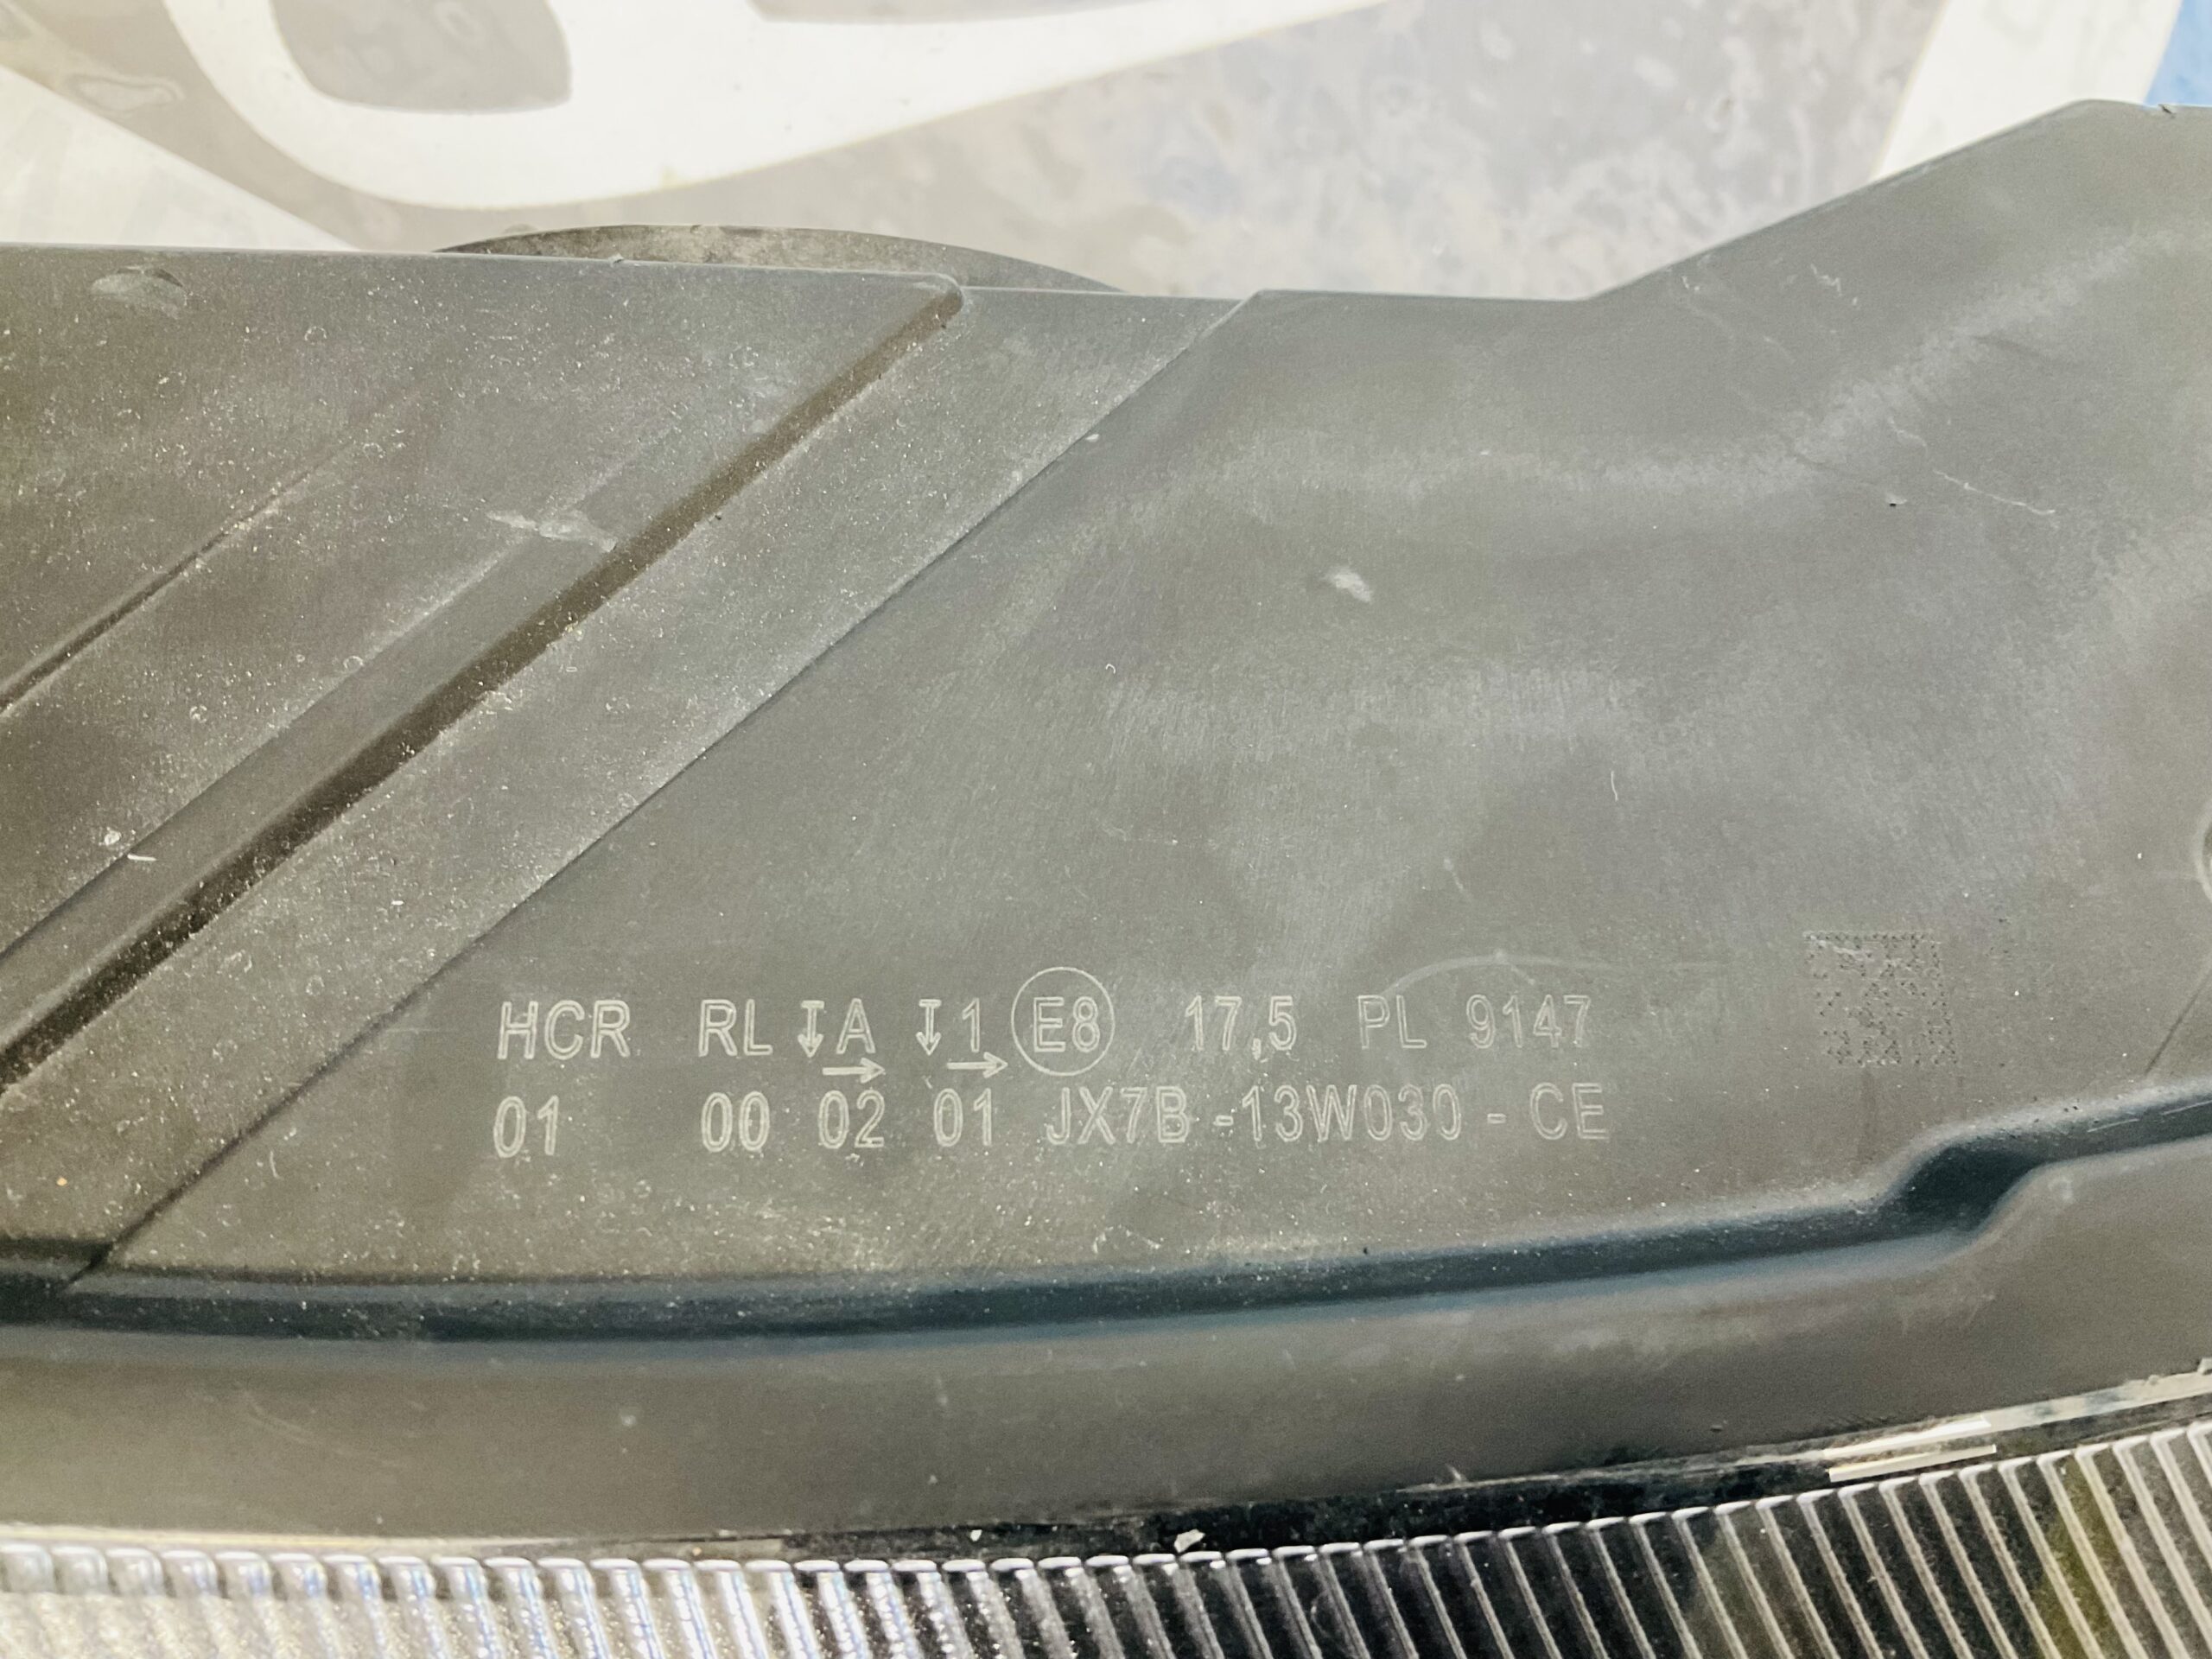 HCR RL ↧A ↧1 E8 17,5 PL 9147
→ →
01 00 02 01 JX7B -13W030 - CE